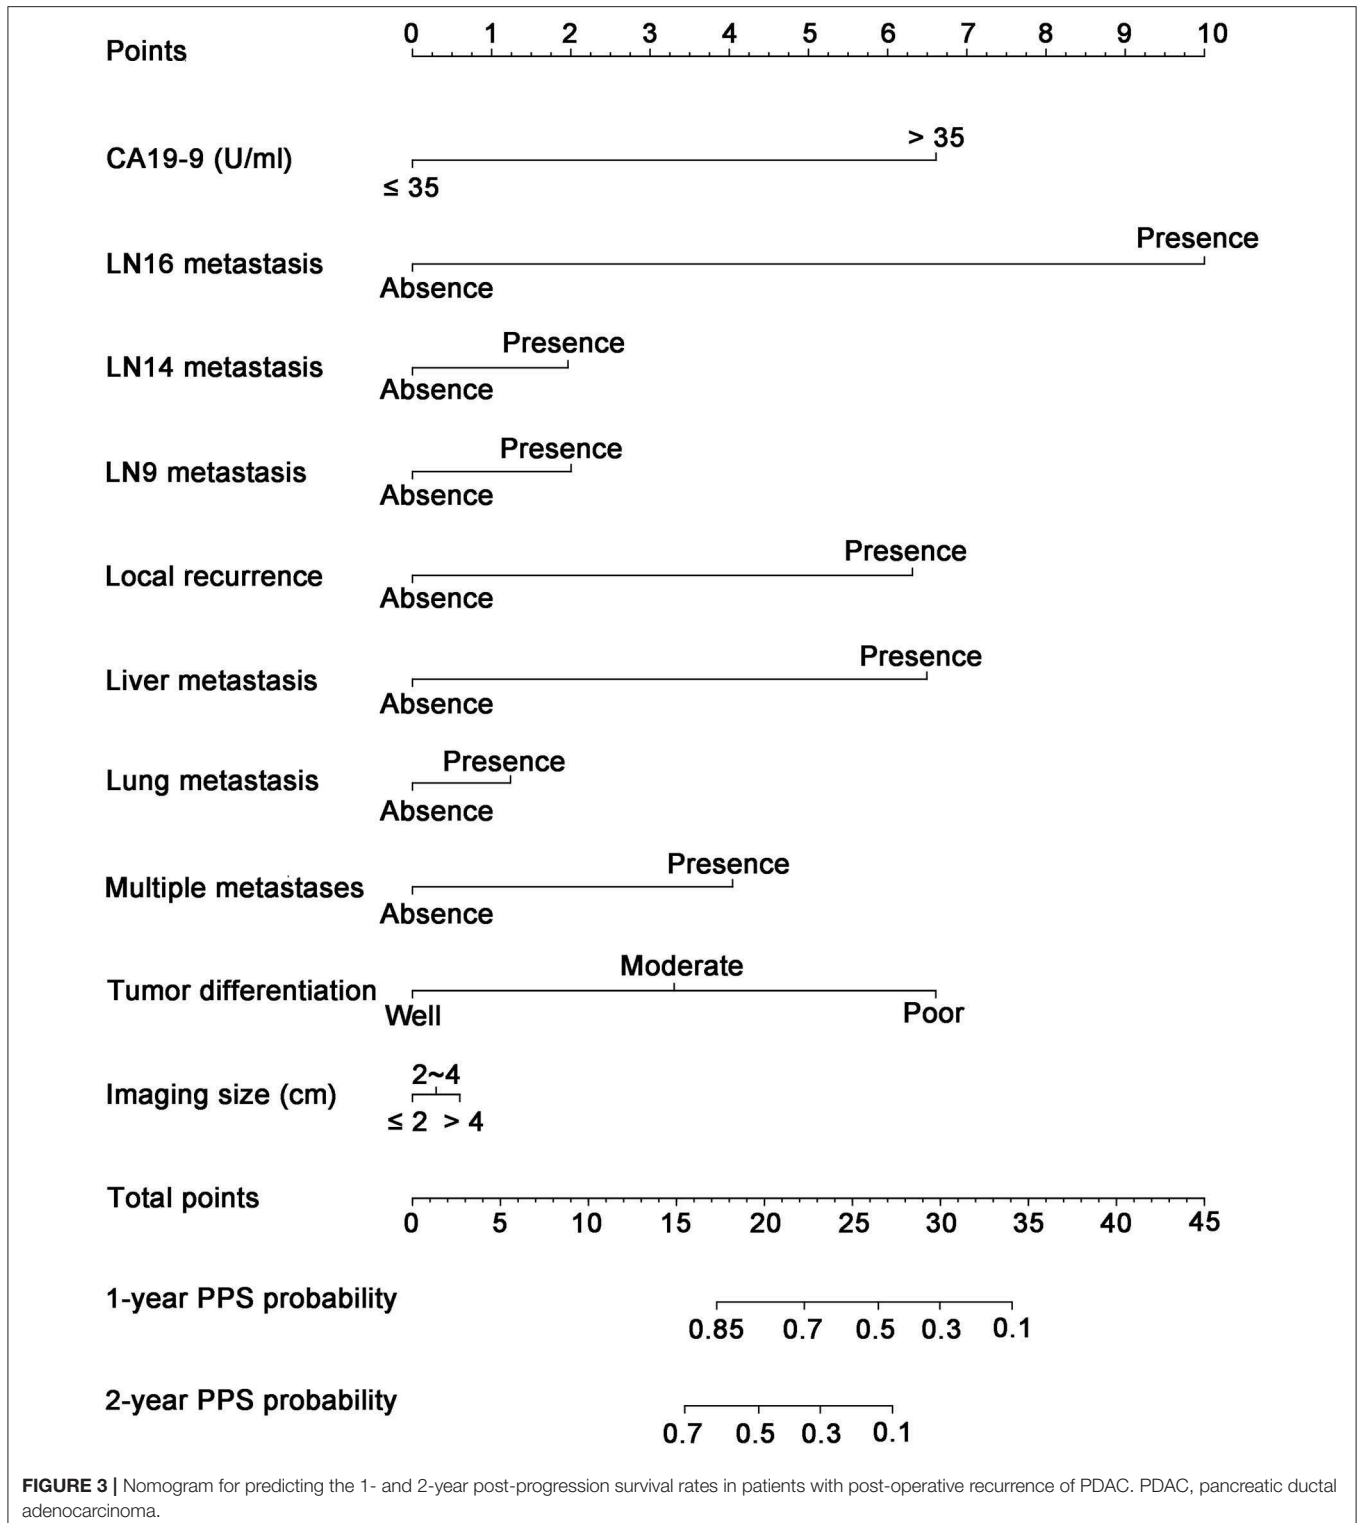 Points 0 1 2 3 4 5 6 7 8 9 10
> 35
CA19-9 (U/ml)
≤ 35
Presence
LN16 metastasis
Absence
Presence
LN14 metastasis
Absence
Presence
LN9 metastasis
Absence
Presence
Local recurrence
Absence
Presence
Liver metastasis
Absence
Presence
Lung metastasis
Absence
Presence
Multiple metastases
Absence
Moderate
Tumor differentiation
Well Poor
2~4
Imaging size (cm)
≤ 2 > 4
Total points
0 5 10 15 20 25 30 35 40 45
1-year PPS probability
0.85 0.7 0.5 0.3 0.1
2-year PPS probability
0.7 0.5 0.3 0.1
FIGURE 3 | Nomogram for predicting the 1- and 2-year post-progression survival rates in patients with post-operative recurrence of PDAC. PDAC, pancreatic ductal
adenocarcinoma.